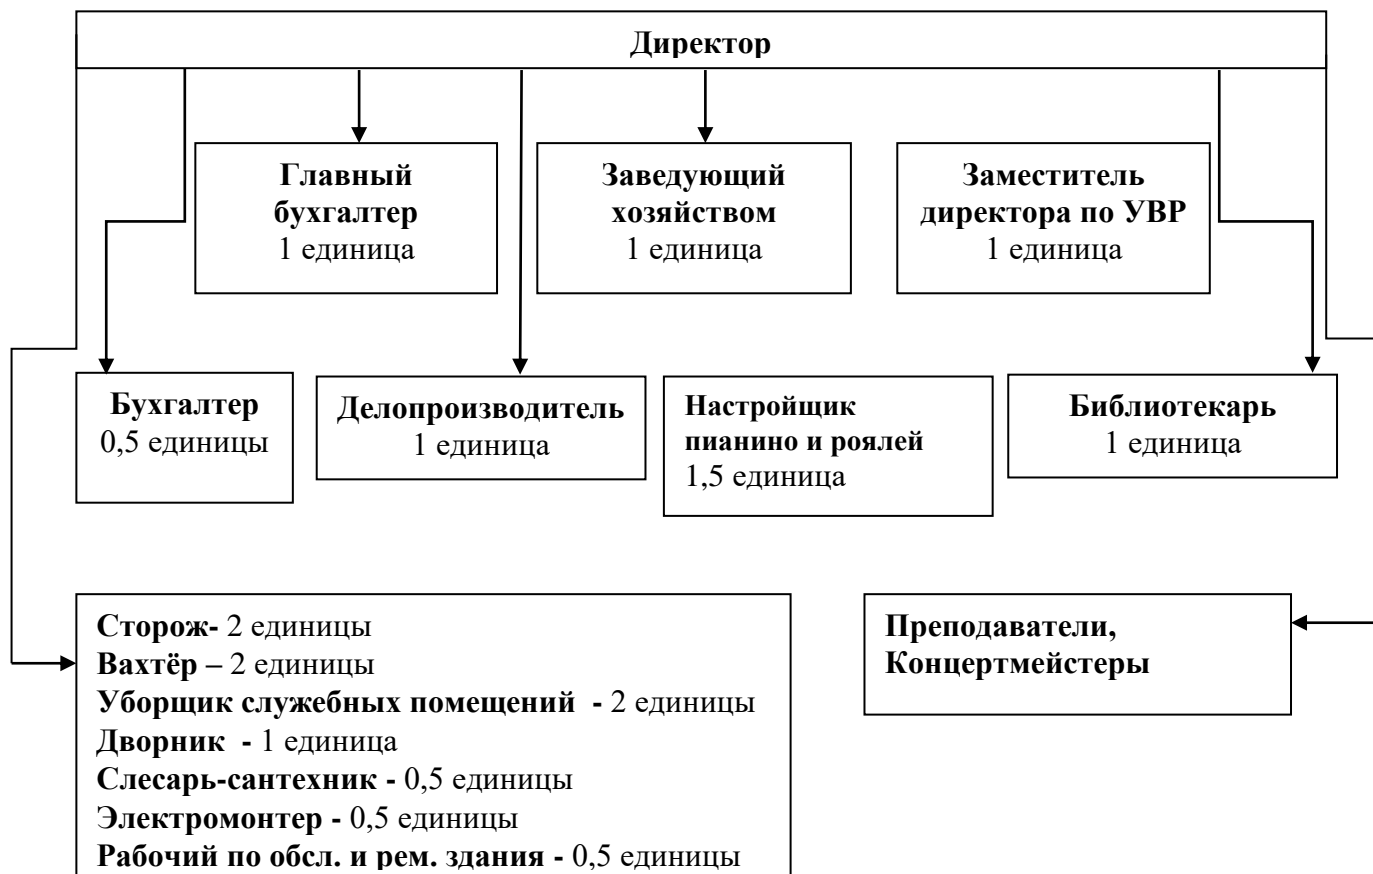 Директор
Главный
бухгалтер
1 единица
Заведующий
хозяйством
1 единица
Заместитель
директора по УВР
1 единица
Бухгалтер
0,5 единицы
Делопроизводитель
1 единица
Настройщик
пианино и роялей
1,5 единица
Библиотекарь
1 единица
Сторож- 2 единицы
Вахтёр – 2 единицы
Уборщик служебных помещений - 2 единицы
Дворник - 1 единица
Слесарь-сантехник - 0,5 единицы
Электромонтер - 0,5 единицы
Рабочий по обсл. и рем. здания - 0,5 единицы
Преподаватели,
Концертмейстеры